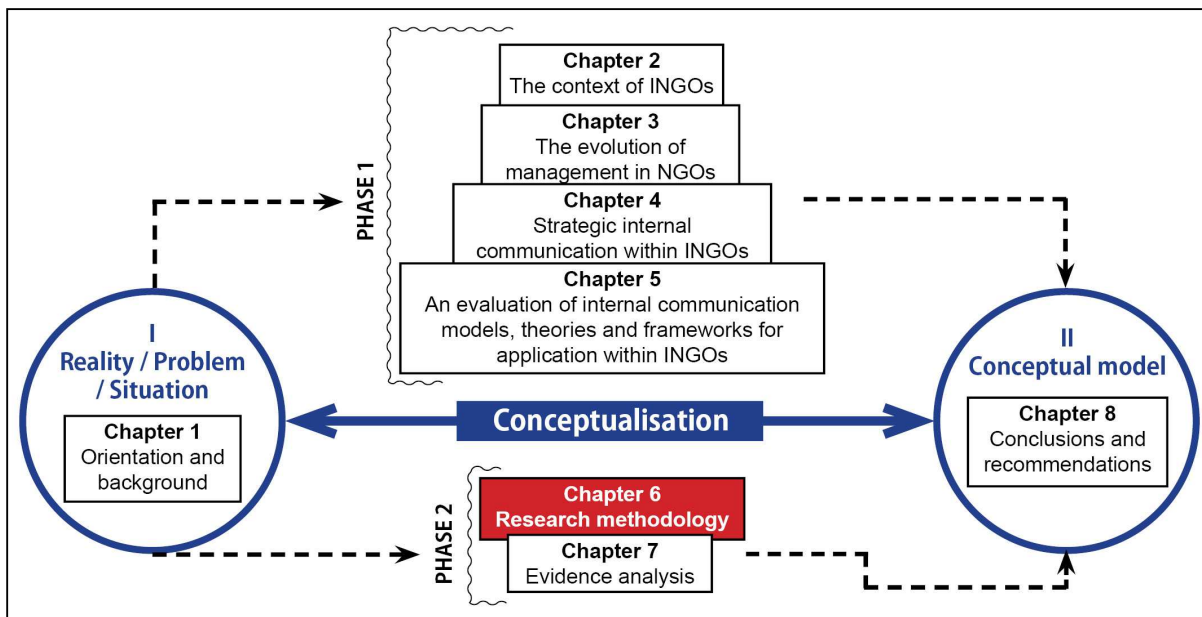 Chapter 2
The context of INGOs
Chapter 3
The evolution of
management in NGOs
Chapter 4
Strategic internal
communication within INGOs
Chapter 5
An evaluation of internal communication
models, theories and frameworks for
application within INGOs
PHASE 1
I
Reality / Problem
/ Situation
Chapter 1
Orientation and
background
Conceptualisation
II
Conceptual model
Chapter 8
Conclusions and
recommendations
PHASE 2
Chapter 6
Research methodology
Chapter 7
Evidence analysis